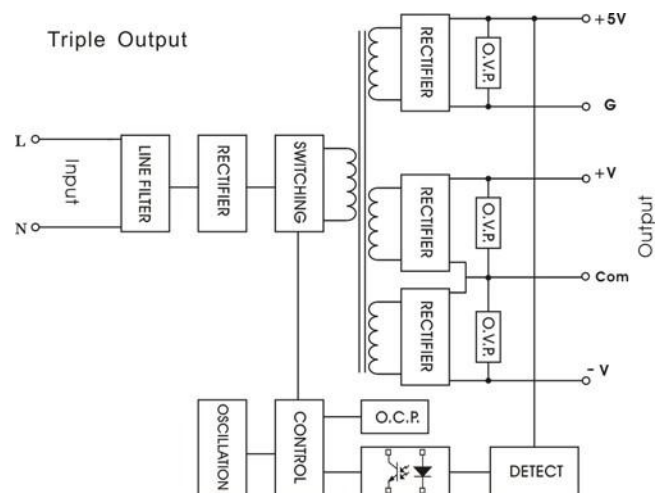 Triple Output
L
N
Input
LINE FILTER
RECTIFIER
SWITCHING
RECTIFIER
O.V.P.
+5V
G
RECTIFIER
O.V.P.
+V
Com
RECTIFIER
O.V.P.
- V
Output
OSCILLATION
CONTROL
O.C.P.
DETECT